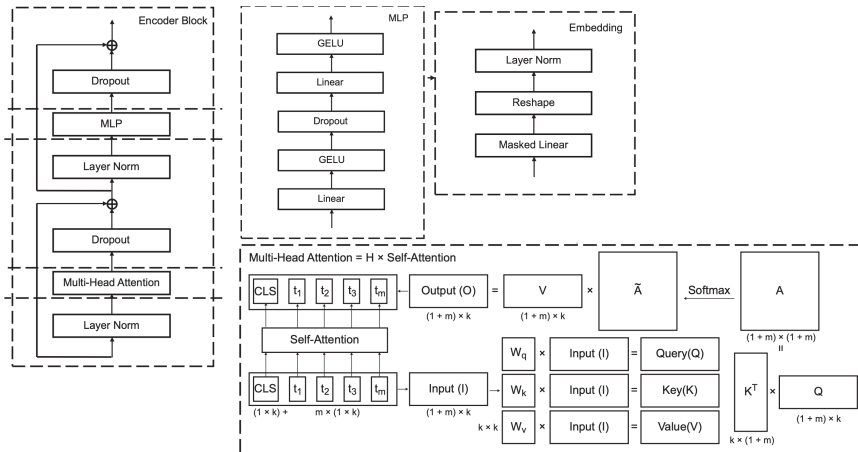 Encoder Block
Dropout
MLP
Layer Norm
Dropout
Multi-Head Attention
Layer Norm
MLP
GELU
Linear
Dropout
GELU
Linear
Embedding
Layer Norm
Reshape
Masked Linear
Multi-Head Attention = H × Self-Attention
CLS t₁ t₂ t₃ tₘ
Output (O) = V × Ã Softmax A
(1 + m) × k (1 + m) × k (1 + m) × (1 + m)
=
Self-Attention
CLS t₁ t₂ t₃ tₘ
(1 × k) + m × (1 × k)
Input (I)
(1 + m) × k
W_q × Input (I) = Query(Q)
W_k × Input (I) = Key(K)
k × k W_v × Input (I) = Value(V)
Kᵀ × Q
k × (1 + m) (1 + m) × k